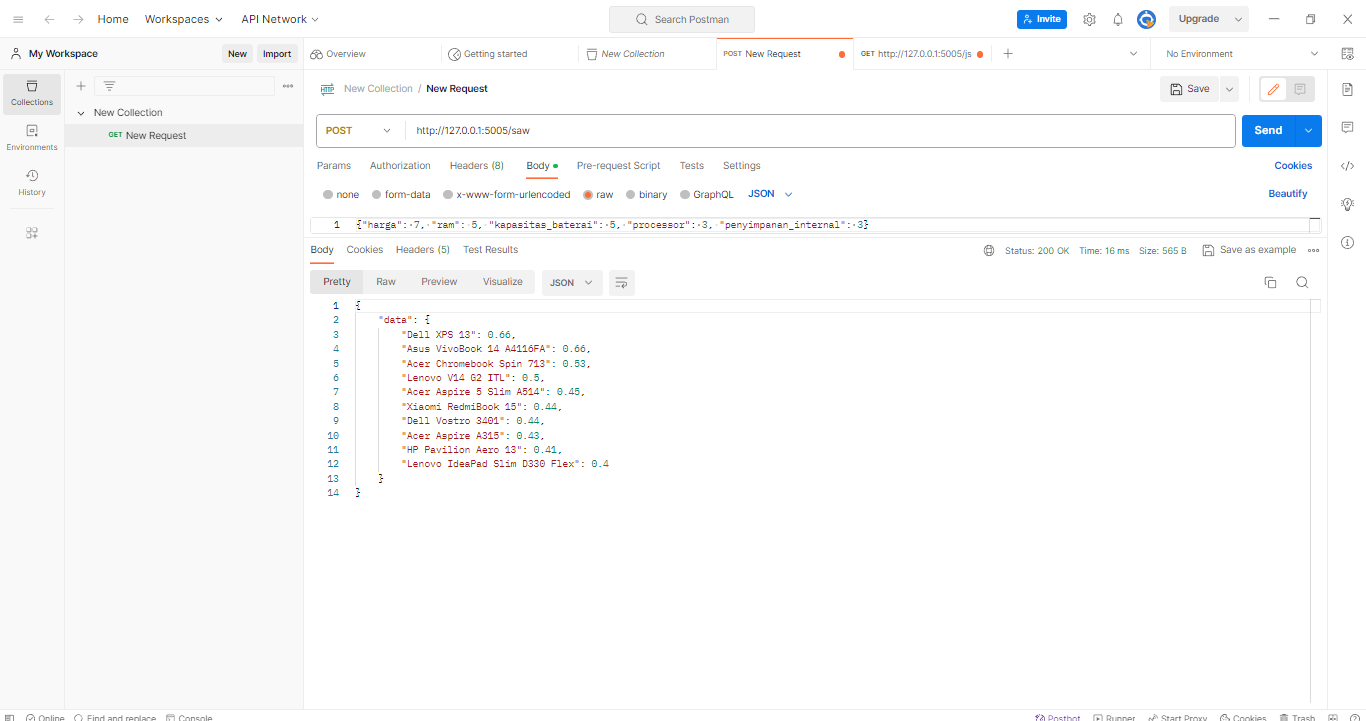 Home Workspaces API Network Search Postman Invite Upgrade
My Workspace New Import Overview Getting started New Collection POST New Request GET http://127.0.0.1:5005/js No Environment
Collections
Environments
History
New Collection
GET New Request
HTTP New Collection / New Request Save
POST http://127.0.0.1:5005/saw Send
Params Authorization Headers (8) Body Pre-request Script Tests Settings Cookies
none form-data x-www-form-urlencoded raw binary GraphQL JSON Beautify
1 {"harga": 7, "ram": 5, "kapasitas_baterai": 5, "processor": 3, "penyimpanan_internal": 3}
Body Cookies Headers (5) Test Results Status: 200 OK Time: 16 ms Size: 565 B Save as example
Pretty Raw Preview Visualize JSON
1 {
2 "data": {
3 "Dell XPS 13": 0.66,
4 "Asus VivoBook 14 A4116FA": 0.66,
5 "Acer Chromebook Spin 713": 0.53,
6 "Lenovo V14 G2 ITL": 0.5,
7 "Acer Aspire 5 Slim A514": 0.45,
8 "Xiaomi RedmiBook 15": 0.44,
9 "Dell Vostro 3401": 0.44,
10 "Acer Aspire A315": 0.43,
11 "HP Pavilion Aero 13": 0.41,
12 "Lenovo IdeaPad Slim D330 Flex": 0.4
13 }
14 }
Online Find and replace Console Postbot Runner Start Proxy Cookies Trash